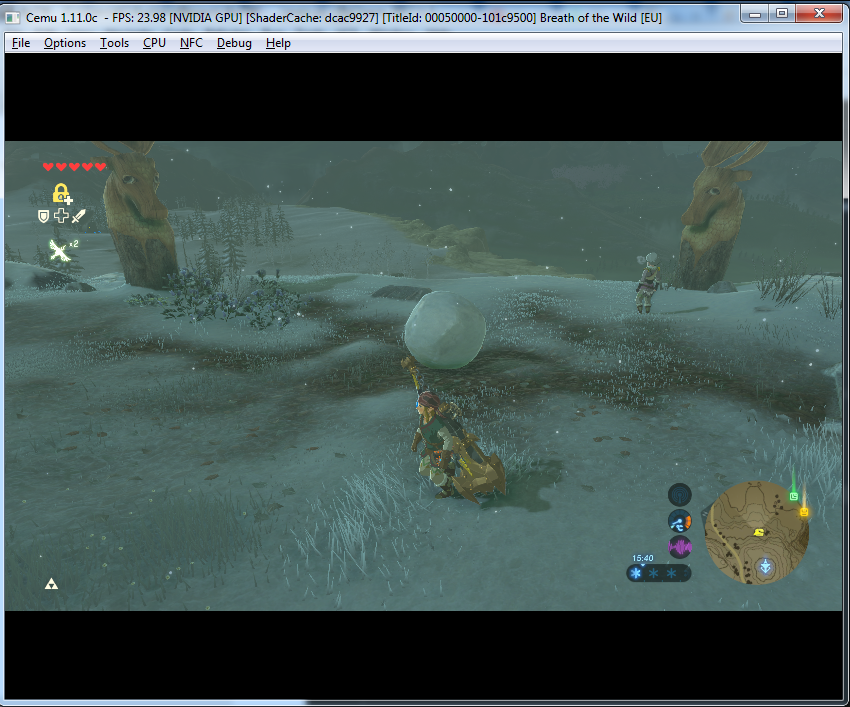 Cemu 1.11.0c - FPS: 23.98 [NVIDIA GPU] [ShaderCache: dcac9927] [TitleId: 00050000-101c9500] Breath of the Wild [EU]
File Options Tools CPU NFC Debug Help
×2
15:40